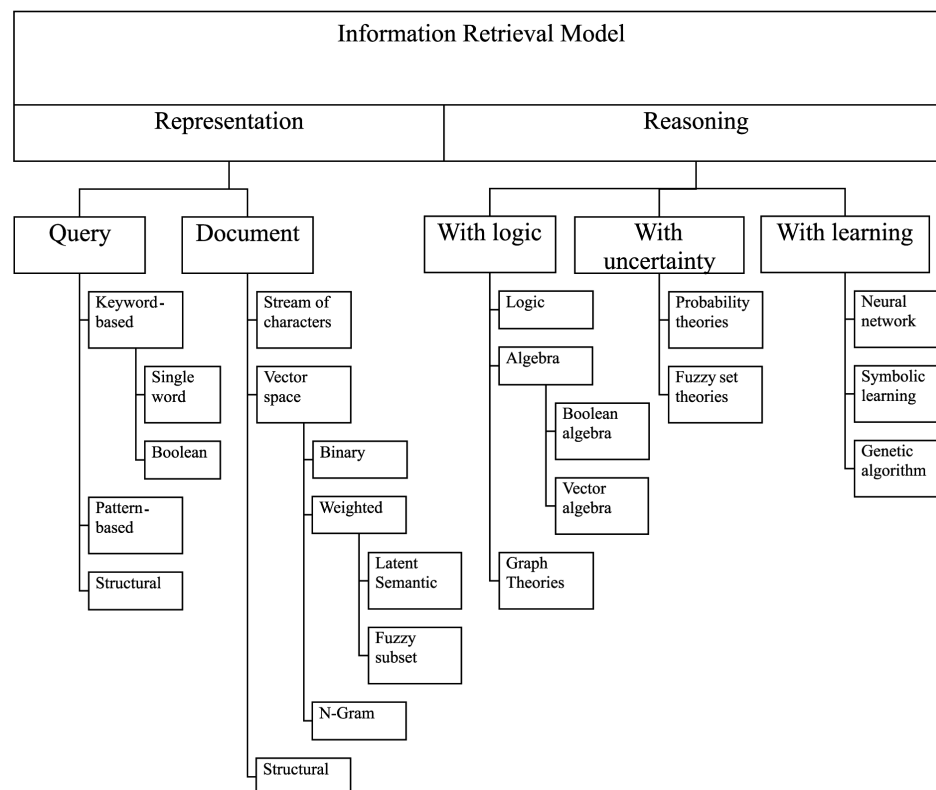 Information Retrieval Model
Representation
Reasoning
Query
Document
With logic
With
uncertainty
With learning
Keyword-
based
Single
word
Boolean
Pattern-
based
Structural
Stream of
characters
Vector
space
Binary
Weighted
Latent
Semantic
Fuzzy
subset
N-Gram
Structural
Logic
Algebra
Boolean
algebra
Vector
algebra
Graph
Theories
Probability
theories
Fuzzy set
theories
Neural
network
Symbolic
learning
Genetic
algorithm